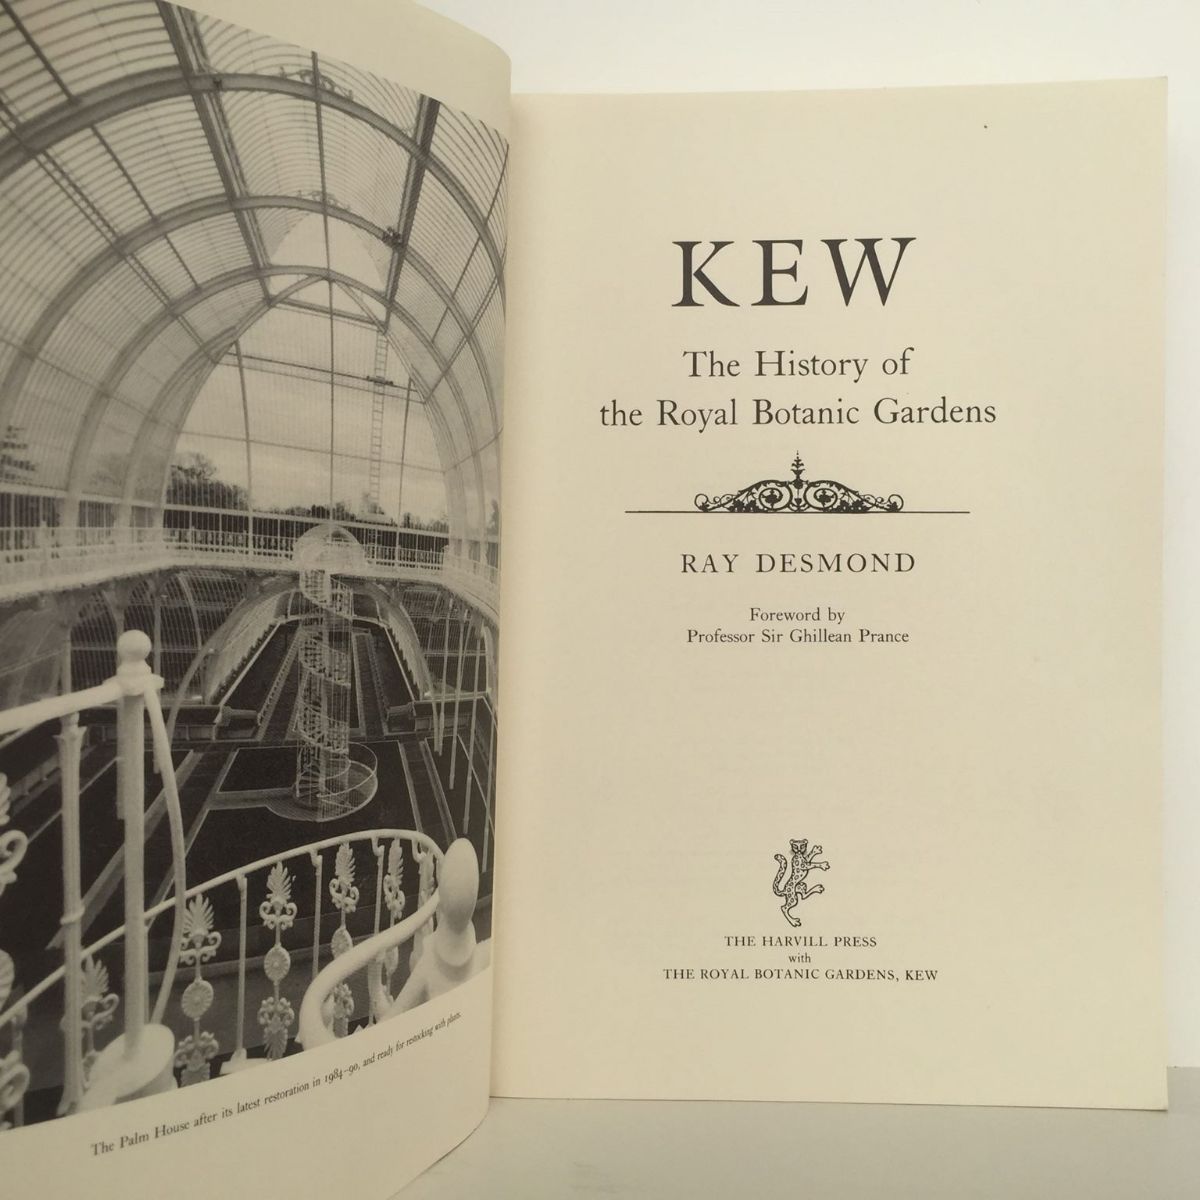 The Palm House after its latest restoration in 1984–90, and ready for restocking with plants.
KEW
The History of
the Royal Botanic Gardens
RAY DESMOND
Foreword by
Professor Sir Ghillean Prance
THE HARVILL PRESS
with
THE ROYAL BOTANIC GARDENS, KEW